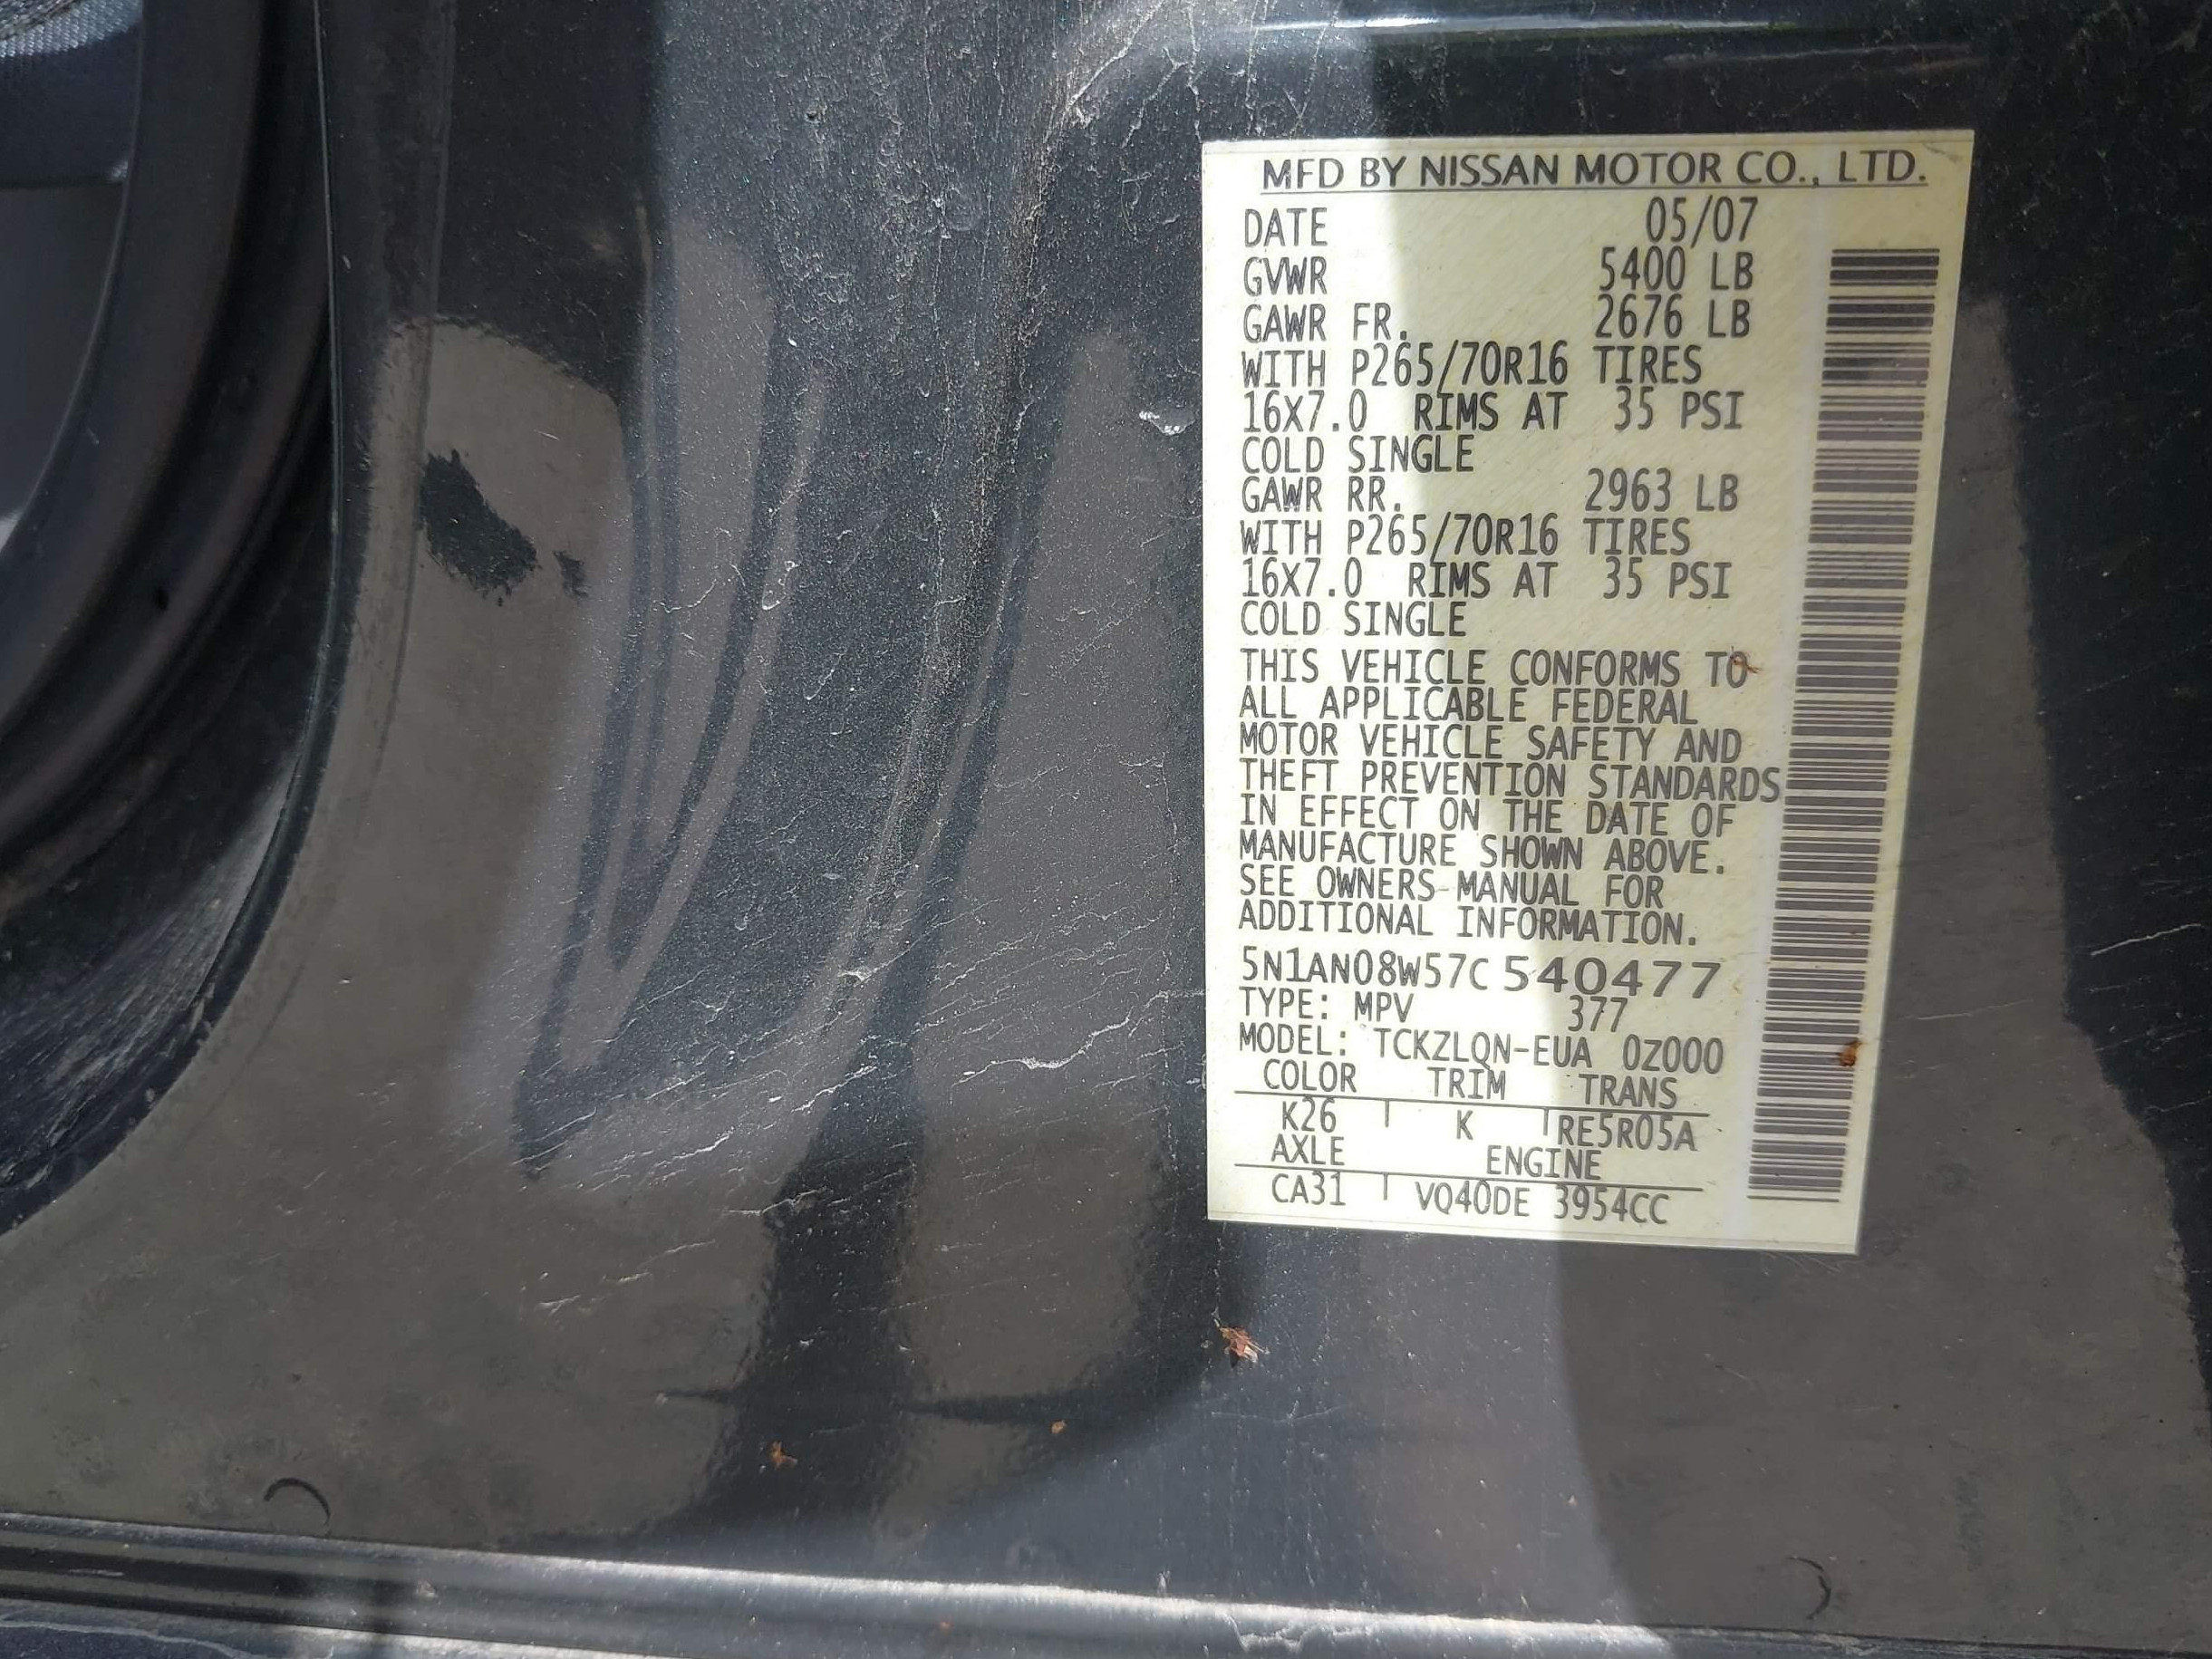 MFD BY NISSAN MOTOR CO., LTD.
DATE 05/07
GVWR 5400 LB
GAWR FR. 2676 LB
WITH P265/70R16 TIRES
16X7.0 RIMS AT 35 PSI
COLD SINGLE
GAWR RR. 2963 LB
WITH P265/70R16 TIRES
16X7.0 RIMS AT 35 PSI
COLD SINGLE
THIS VEHICLE CONFORMS TO
ALL APPLICABLE FEDERAL
MOTOR VEHICLE SAFETY AND
THEFT PREVENTION STANDARDS
IN EFFECT ON THE DATE OF
MANUFACTURE SHOWN ABOVE.
SEE OWNERS MANUAL FOR
ADDITIONAL INFORMATION.
5N1AN08W57C540477
TYPE: MPV 377
MODEL: TCKZLQN-EUA 0Z000
COLOR TRIM TRANS
K26 K RE5R05A
AXLE ENGINE
CA31 VQ40DE 3954CC